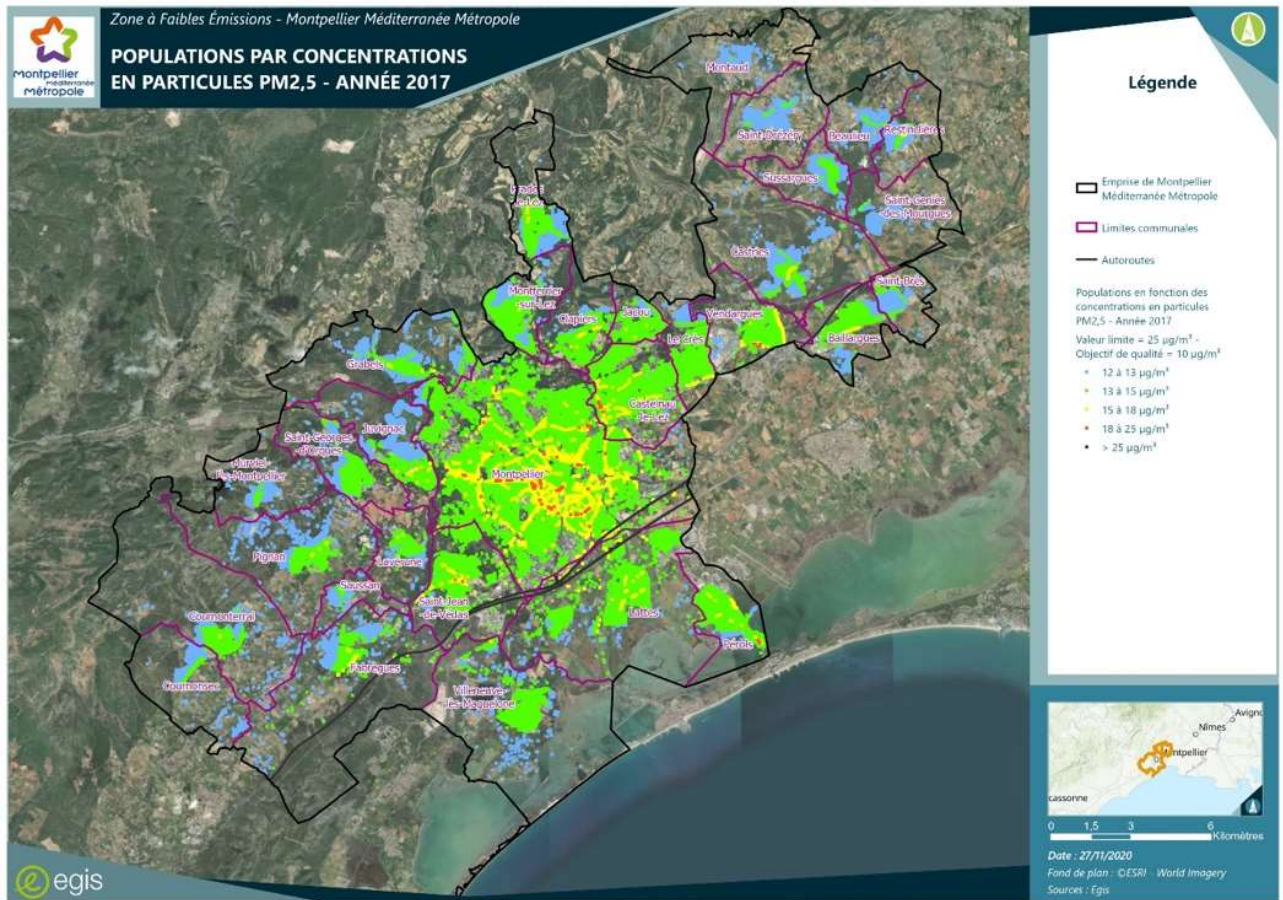 Montpellier
Méditerranée
Métropole
Zone à Faibles Émissions - Montpellier Méditerranée Métropole
POPULATIONS PAR CONCENTRATIONS
EN PARTICULES PM2,5 - ANNÉE 2017
Montaud
Saint-Drézéry
Beaulieu
Restinclières
Sussargues
Saint-Géniès
-des-Mourgues
Castries
Saint-Brès
Prades
-le-Lez
Montferrier
-sur-Lez
Clapiers
Jacou
Le Crès
Vendargues
Baillargues
Grabels
Castelnau
-le-Lez
Juvignac
Saint-Georges
-d'Orques
Murviel-
lès-Montpellier
Montpellier
Pignan
Lavérune
Saussan
Saint-Jean
-de-Védas
Lattes
Pérols
Cournonterral
Fabrègues
Cournonsec
Villeneuve-
lès-Maguelone
egis
Légende
Emprise de Montpellier
Méditerranée Métropole
Limites communales
Autoroutes
Populations en fonction des
concentrations en particules
PM2,5 - Année 2017
Valeur limite = 25 µg/m³ -
Objectif de qualité = 10 µg/m³
12 à 13 µg/m³
13 à 15 µg/m³
15 à 18 µg/m³
18 à 25 µg/m³
> 25 µg/m³
Avigno
Nîmes
Montpellier
cassonne
0 1,5 3 6
Kilomètres
Date : 27/11/2020
Fond de plan : ©ESRI - World Imagery
Sources : Egis